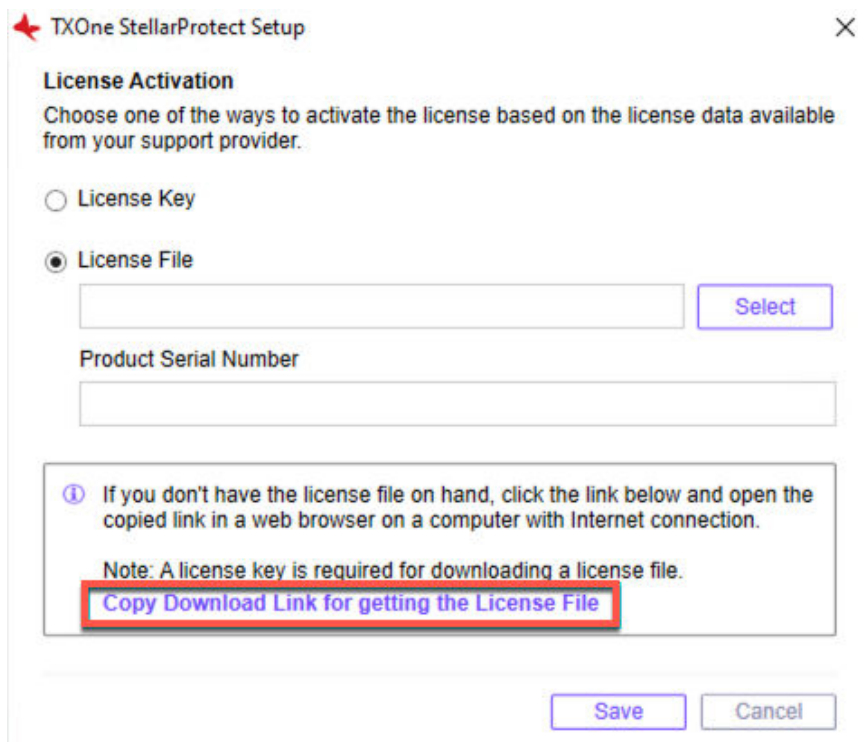 TXOne StellarProtect Setup
License Activation
Choose one of the ways to activate the license based on the license data available
from your support provider.
License Key
License File
Select
Product Serial Number
If you don't have the license file on hand, click the link below and open the
copied link in a web browser on a computer with Internet connection.
Note: A license key is required for downloading a license file.
Copy Download Link for getting the License File
Save
Cancel